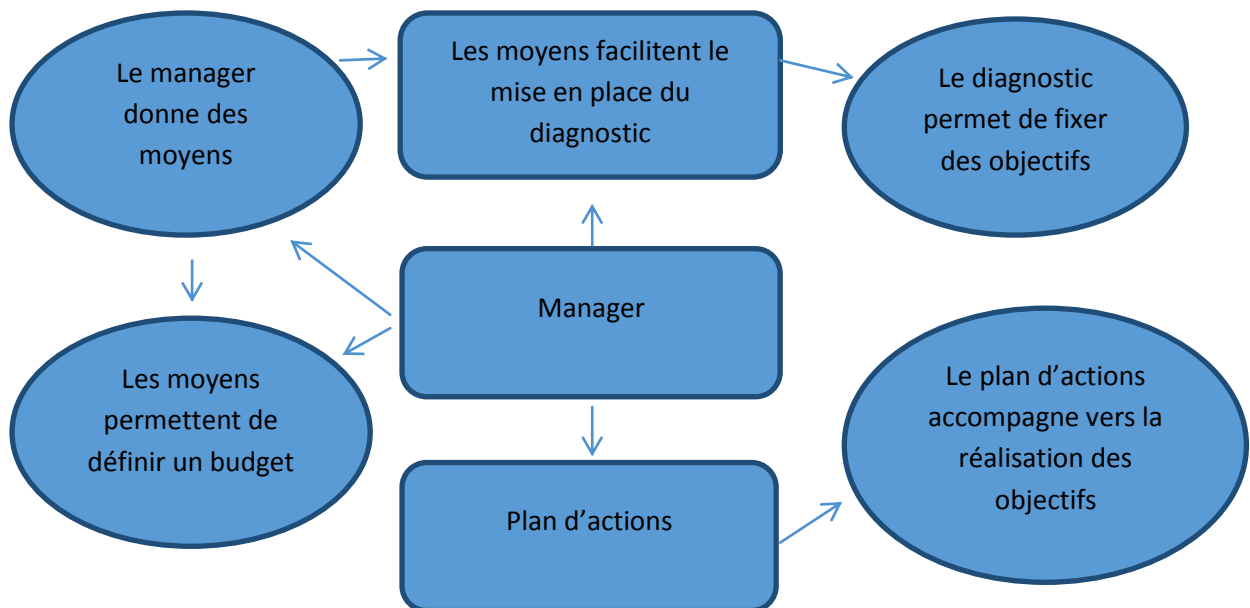 Le manager
donne des
moyens
Les moyens facilitent le
mise en place du
diagnostic
Le diagnostic
permet de fixer
des objectifs
Manager
Les moyens
permettent de
définir un budget
Le plan d’actions
accompagne vers la
réalisation des
objectifs
Plan d’actions